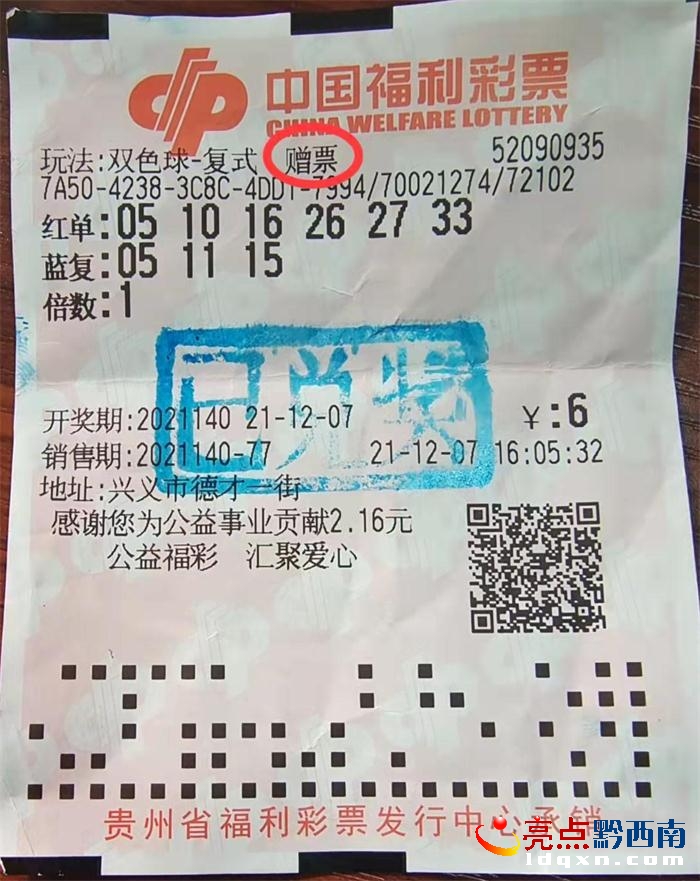 中国福利彩票
CHINA WELFARE LOTTERY
玩法:双色球-复式 赠票 52090935
7A50-4238-3C8C-4DD1-7994/70021274/72102
红单:05 10 16 26 27 33
蓝复:05 11 15
倍数:1
已兑奖
开奖期:2021140 21-12-07 ¥:6
销售期:2021140-77 21-12-07 16:05:32
地址:兴义市德才一街
感谢您为公益事业贡献2.16元
公益福彩 汇聚爱心
贵州省福利彩票发行中心承销
亮点黔西南
ldqxn.com